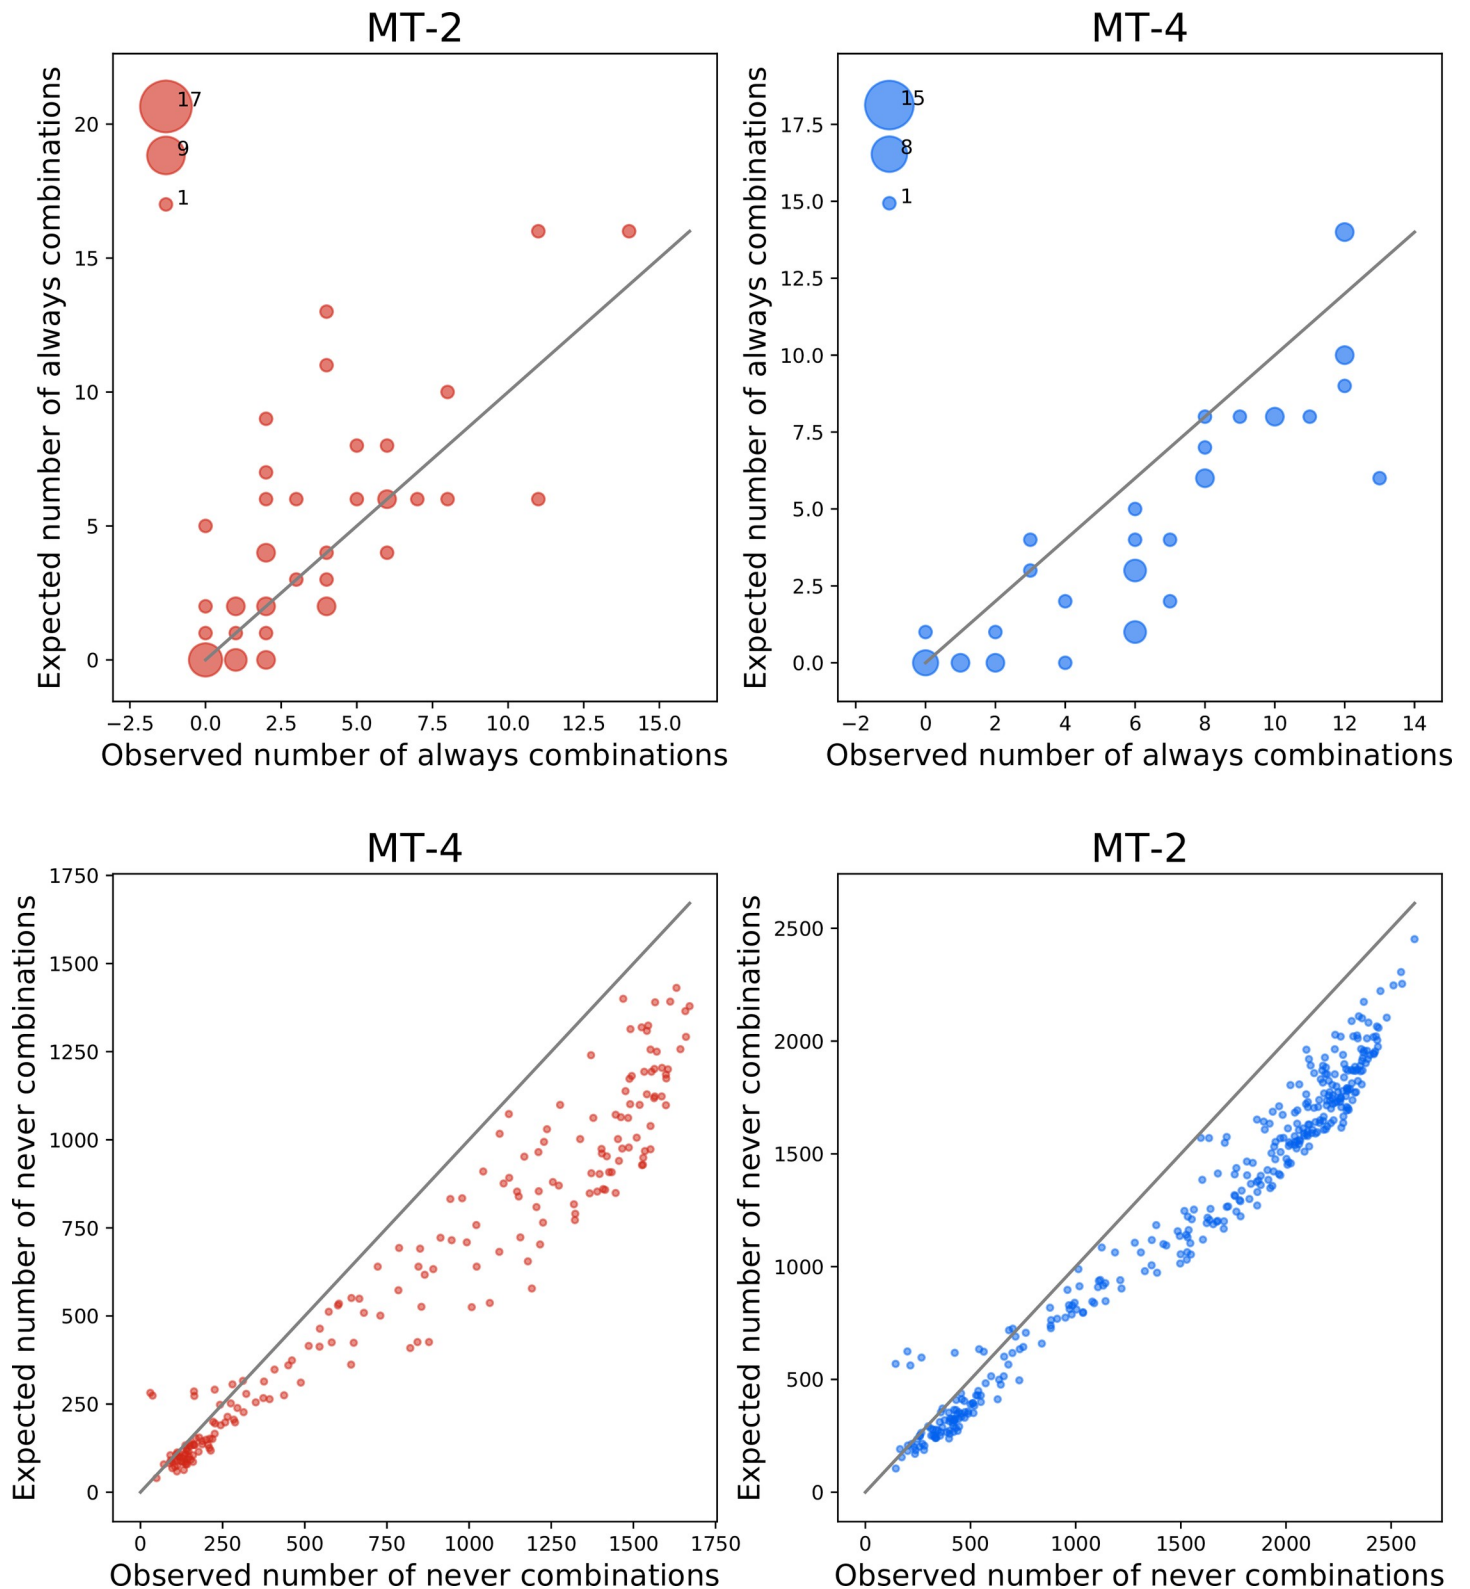 MT-2
MT-4
Expected number of always combinations
20
15
10
5
0
17
9
1
−2.5 0.0 2.5 5.0 7.5 10.0 12.5 15.0
Observed number of always combinations
Expected number of always combinations
17.5
15.0
12.5
10.0
7.5
5.0
2.5
0.0
15
8
1
−2 0 2 4 6 8 10 12 14
Observed number of always combinations
MT-4
MT-2
Expected number of never combinations
1750
1500
1250
1000
750
500
250
0
0 250 500 750 1000 1250 1500 1750
Observed number of never combinations
Expected number of never combinations
2500
2000
1500
1000
500
0
0 500 1000 1500 2000 2500
Observed number of never combinations